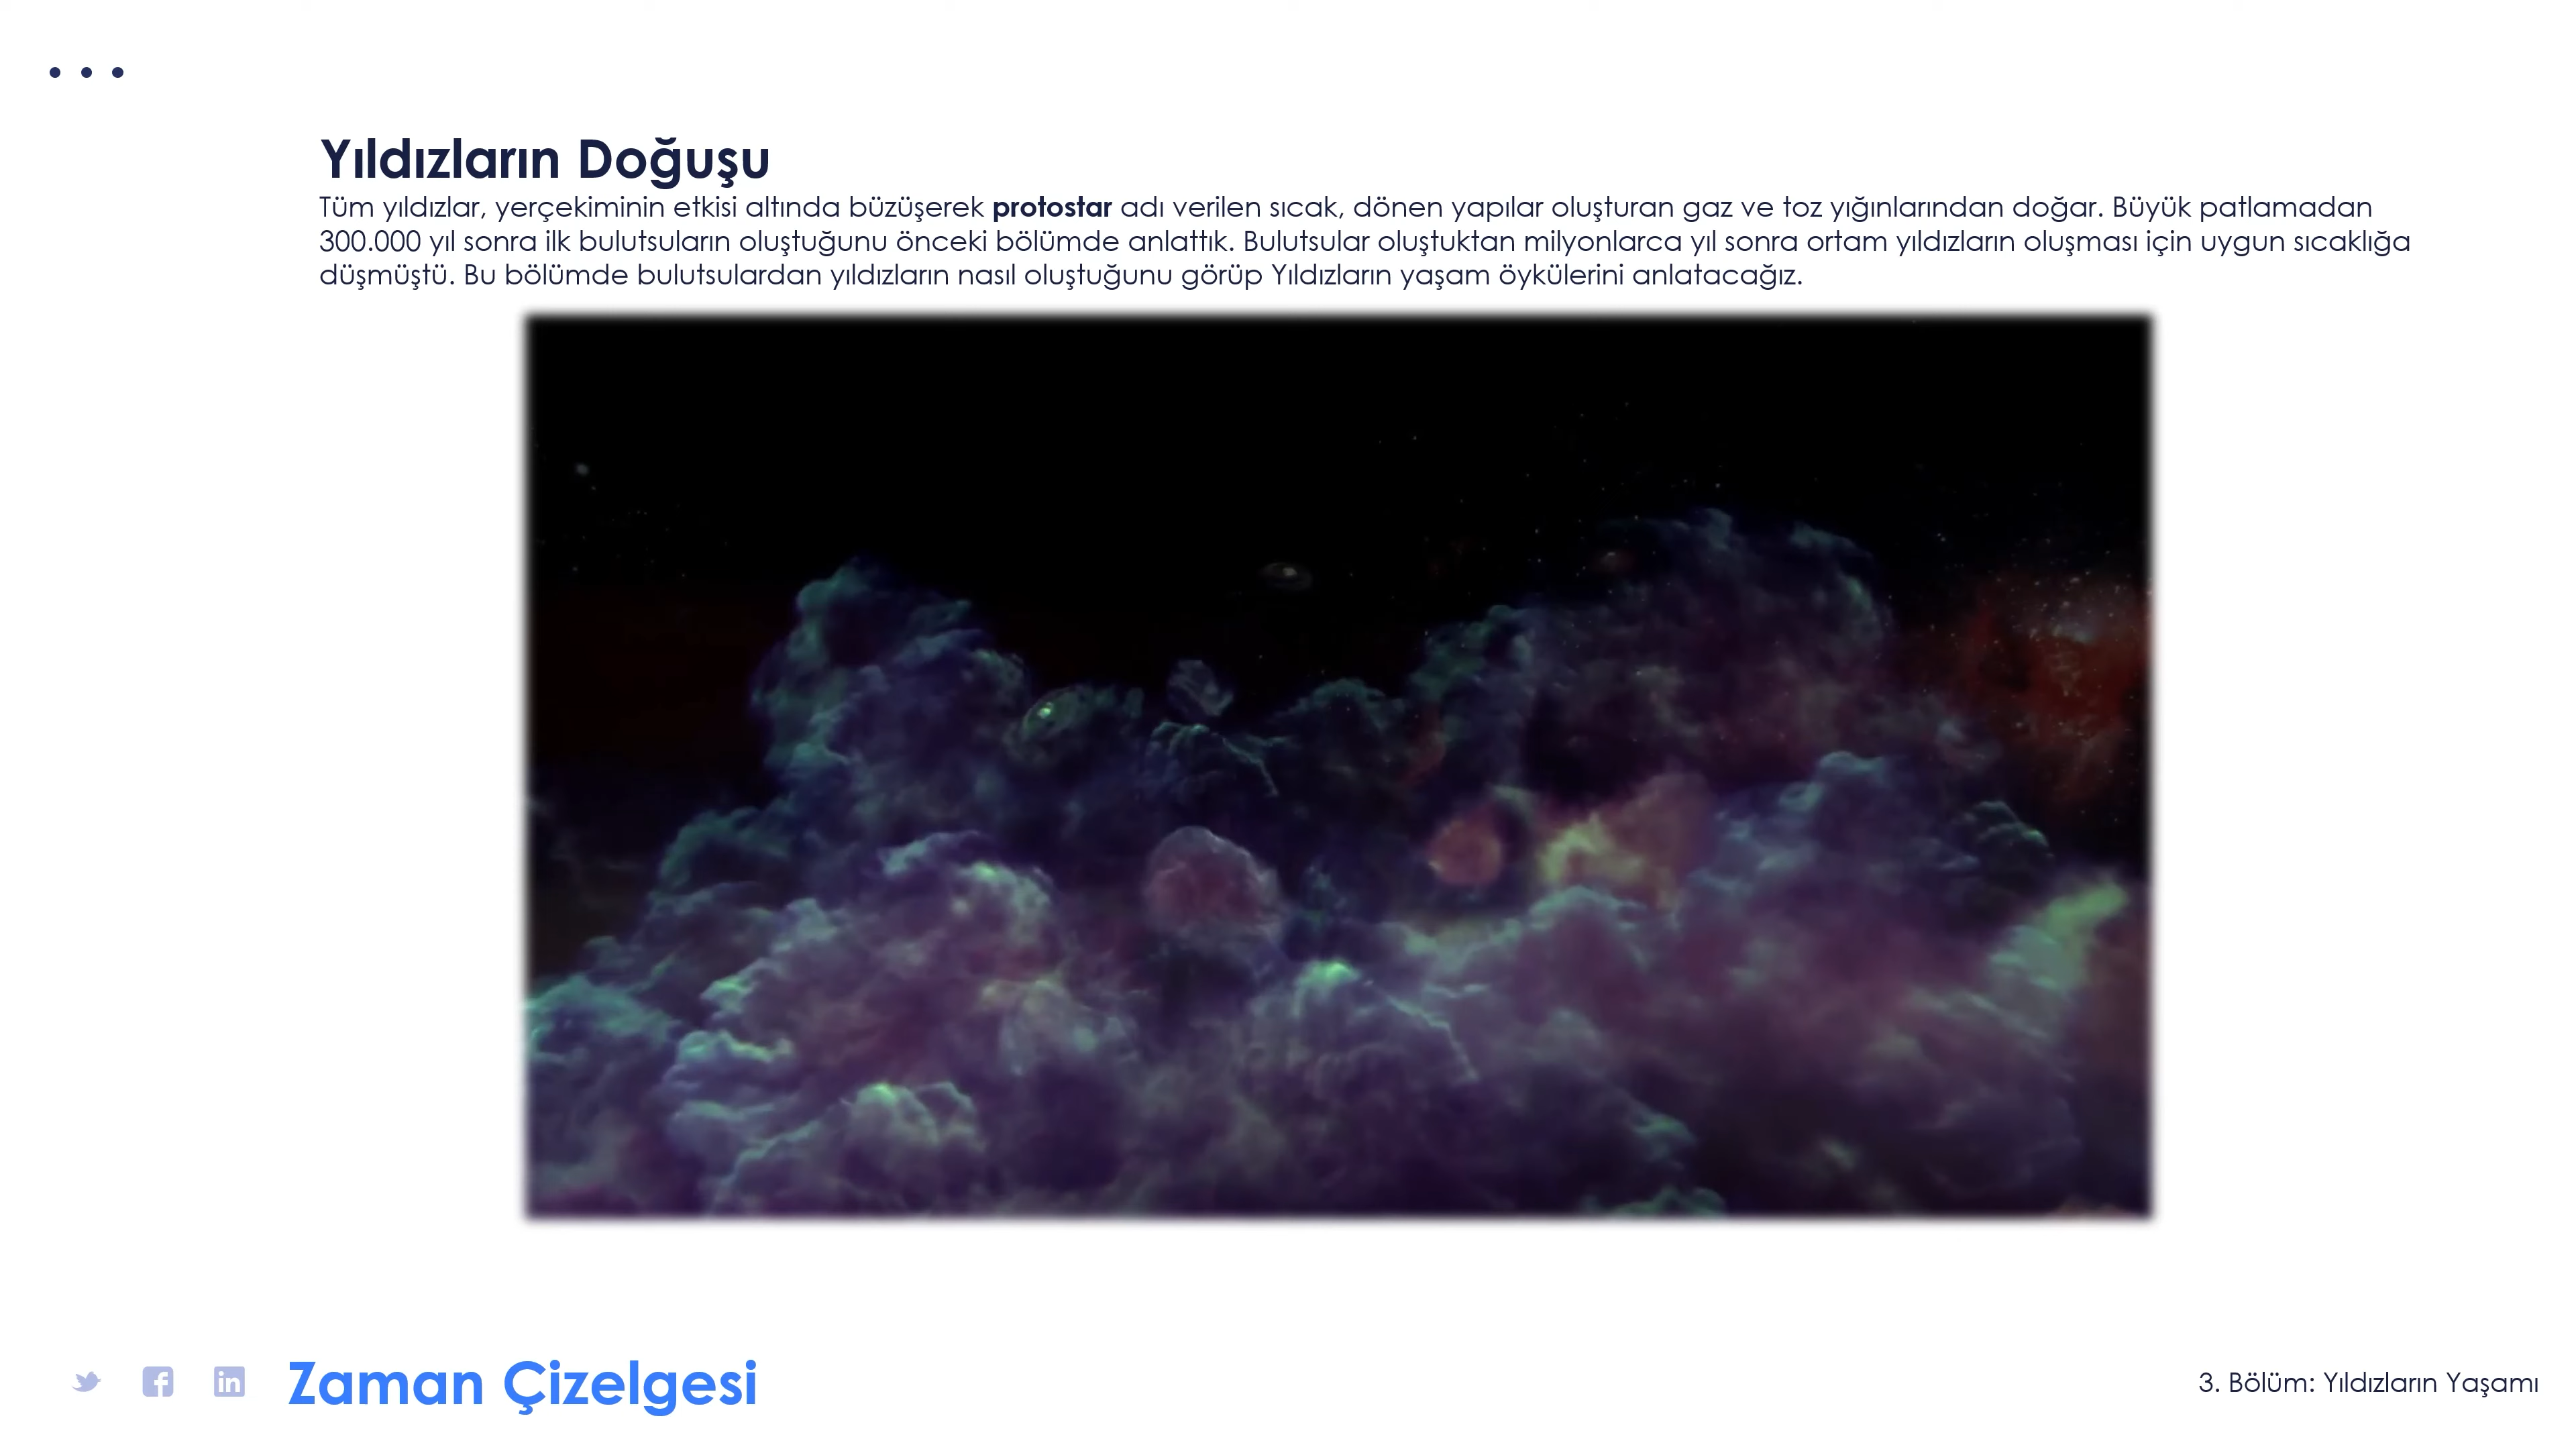 Yıldızların Doğuşu
Tüm yıldızlar, yerçekiminin etkisi altında büzüşerek protostar adı verilen sıcak, dönen yapılar oluşturan gaz ve toz yığınlarından doğar. Büyük patlamadan
300.000 yıl sonra ilk bulutsuların oluştuğunu önceki bölümde anlattık. Bulutsular oluştuktan milyonlarca yıl sonra ortam yıldızların oluşması için uygun sıcaklığa
düşmüştü. Bu bölümde bulutsulardan yıldızların nasıl oluştuğunu görüp Yıldızların yaşam öykülerini anlatacağız.
Zaman Çizelgesi
3. Bölüm: Yıldızların Yaşamı